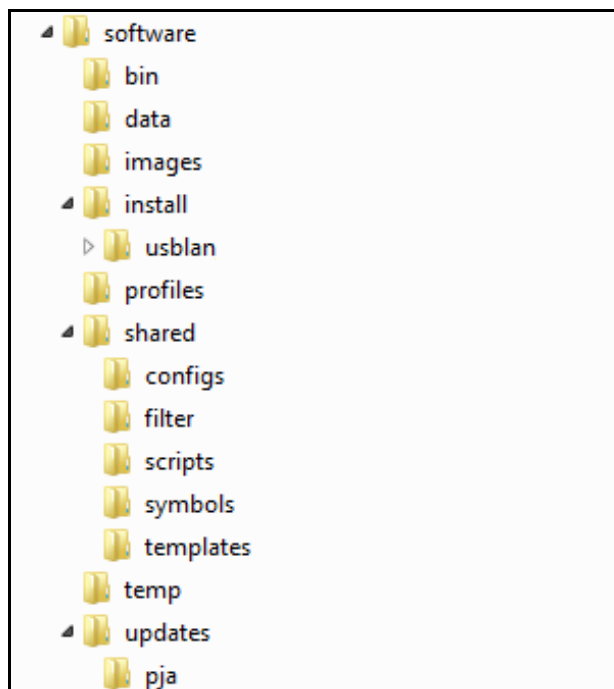 software
bin
data
images
install
usblan
profiles
shared
configs
filter
scripts
symbols
templates
temp
updates
pja